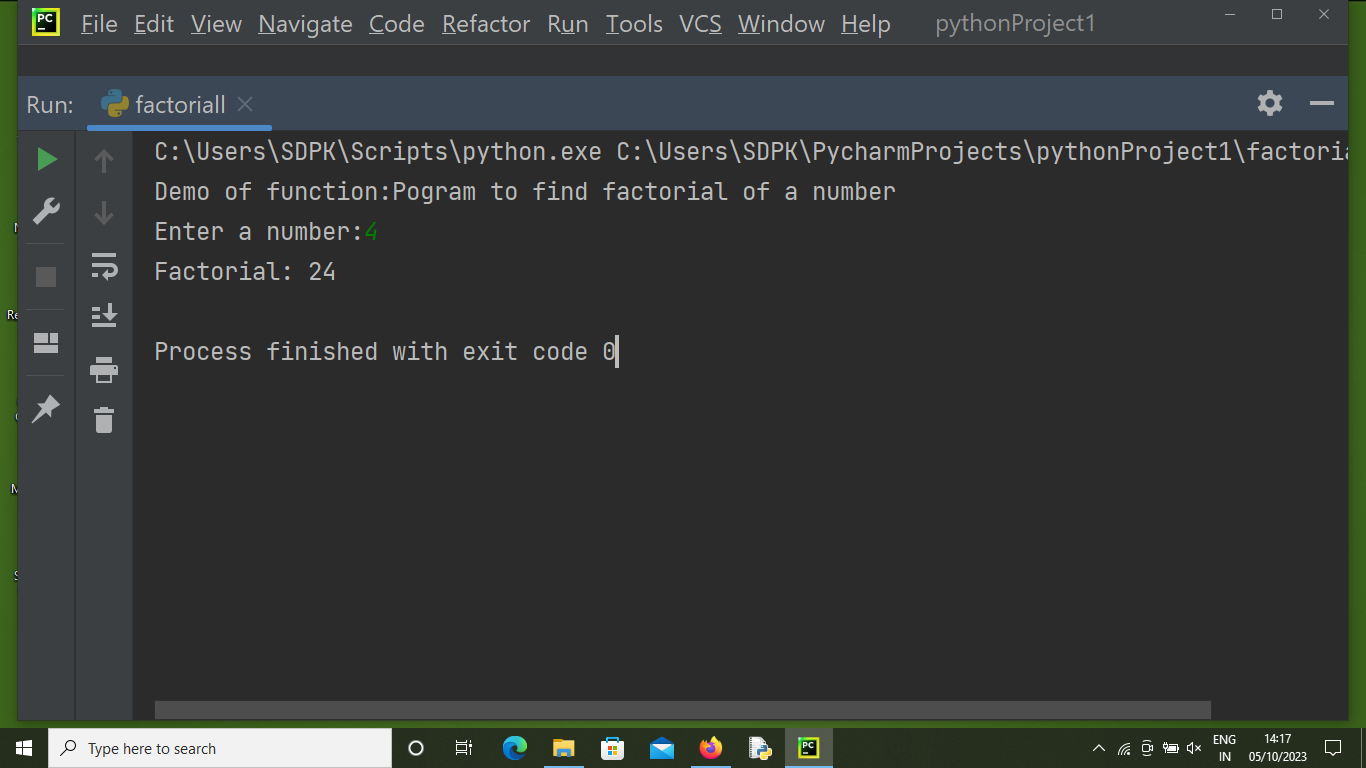 PC File Edit View Navigate Code Refactor Run Tools VCS Window Help pythonProject1
Run: factoriall
C:\Users\SDPK\Scripts\python.exe C:\Users\SDPK\PycharmProjects\pythonProject1\factoria
Demo of function:Pogram to find factorial of a number
Enter a number:4
Factorial: 24
Process finished with exit code 0
Type here to search
PC
ENG
IN
14:17
05/10/2023